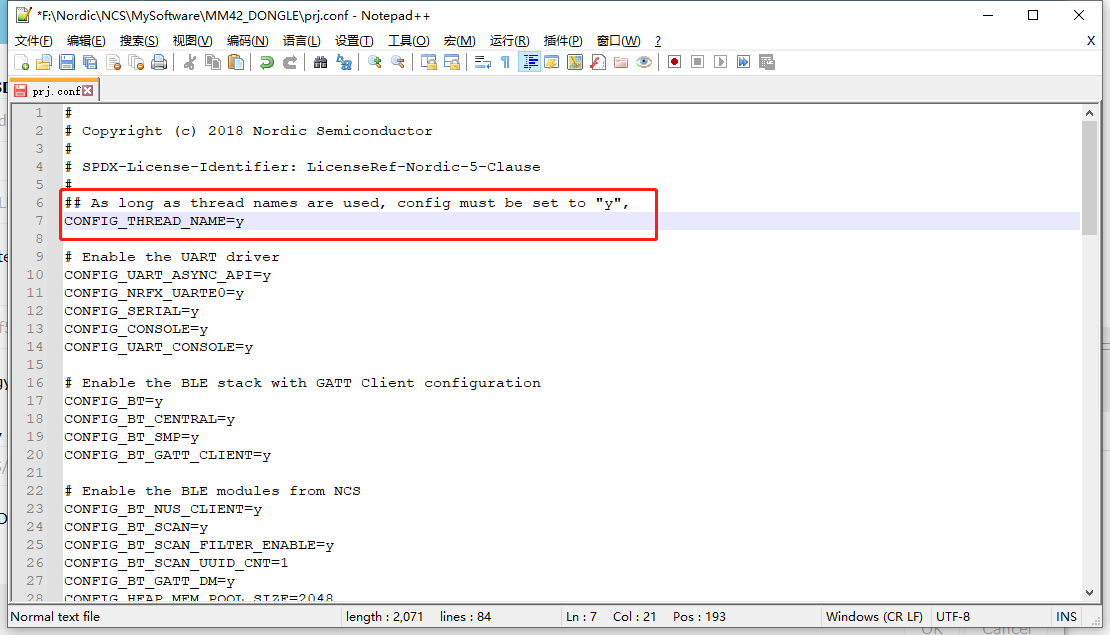 *F:\Nordic\NCS\MySoftware\MM42_DONGLE\prj.conf - Notepad++
文件(F) 编辑(E) 搜索(S) 视图(V) 编码(N) 语言(L) 设置(T) 工具(O) 宏(M) 运行(R) 插件(P) 窗口(W) ? X
prj.conf
1 #
2 # Copyright (c) 2018 Nordic Semiconductor
3 #
4 # SPDX-License-Identifier: LicenseRef-Nordic-5-Clause
5 #
6 ## As long as thread names are used, config must be set to "y",
7 CONFIG_THREAD_NAME=y
8
9 # Enable the UART driver
10 CONFIG_UART_ASYNC_API=y
11 CONFIG_NRFX_UARTE0=y
12 CONFIG_SERIAL=y
13 CONFIG_CONSOLE=y
14 CONFIG_UART_CONSOLE=y
15
16 # Enable the BLE stack with GATT Client configuration
17 CONFIG_BT=y
18 CONFIG_BT_CENTRAL=y
19 CONFIG_BT_SMP=y
20 CONFIG_BT_GATT_CLIENT=y
21
22 # Enable the BLE modules from NCS
23 CONFIG_BT_NUS_CLIENT=y
24 CONFIG_BT_SCAN=y
25 CONFIG_BT_SCAN_FILTER_ENABLE=y
26 CONFIG_BT_SCAN_UUID_CNT=1
27 CONFIG_BT_GATT_DM=y
28 CONFIG_HEAP_MEM_POOL_SIZE=2048
Normal text file length : 2,071 lines : 84 Ln : 7 Col : 21 Pos : 193 Windows (CR LF) UTF-8 INS
OK Cancel